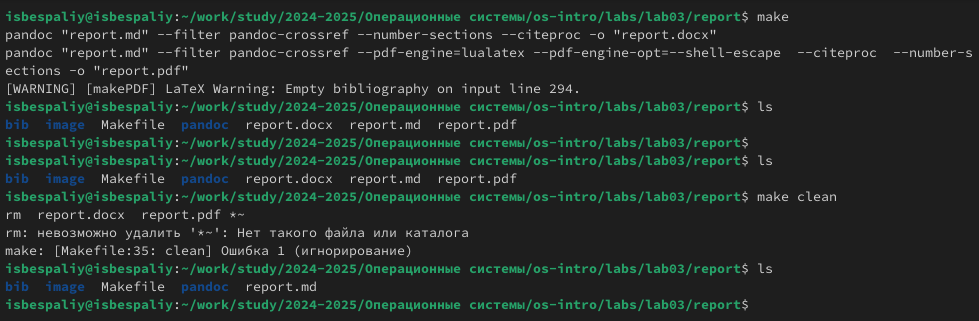 isbespaliy@isbespaliy:~/work/study/2024-2025/Операционные системы/os-intro/labs/lab03/report$ make
pandoc "report.md" --filter pandoc-crossref --number-sections --citeproc -o "report.docx"
pandoc "report.md" --filter pandoc-crossref --pdf-engine=lualatex --pdf-engine-opt=--shell-escape  --citeproc  --number-s
ections -o "report.pdf"
[WARNING] [makePDF] LaTeX Warning: Empty bibliography on input line 294.
isbespaliy@isbespaliy:~/work/study/2024-2025/Операционные системы/os-intro/labs/lab03/report$ ls
bib  image  Makefile  pandoc  report.docx  report.md  report.pdf
isbespaliy@isbespaliy:~/work/study/2024-2025/Операционные системы/os-intro/labs/lab03/report$
isbespaliy@isbespaliy:~/work/study/2024-2025/Операционные системы/os-intro/labs/lab03/report$ ls
bib  image  Makefile  pandoc  report.docx  report.md  report.pdf
isbespaliy@isbespaliy:~/work/study/2024-2025/Операционные системы/os-intro/labs/lab03/report$ make clean
rm  report.docx  report.pdf *~
rm: невозможно удалить '*~': Нет такого файла или каталога
make: [Makefile:35: clean] Ошибка 1 (игнорирование)
isbespaliy@isbespaliy:~/work/study/2024-2025/Операционные системы/os-intro/labs/lab03/report$ ls
bib  image  Makefile  pandoc  report.md
isbespaliy@isbespaliy:~/work/study/2024-2025/Операционные системы/os-intro/labs/lab03/report$